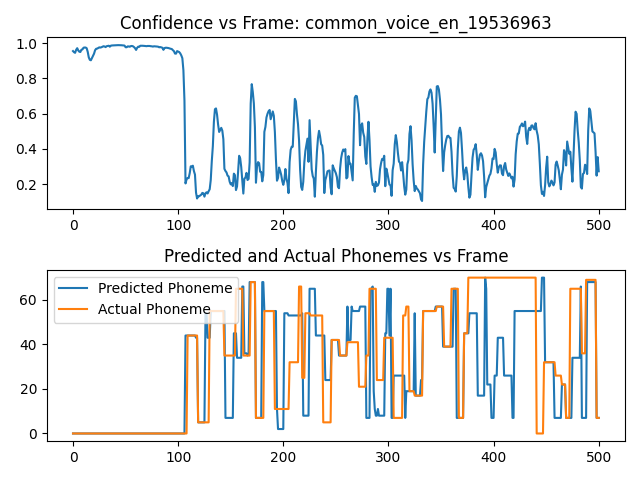 Confidence vs Frame: common_voice_en_19536963
1.0
0.8
0.6
0.4
0.2
0 100 200 300 400 500
Predicted and Actual Phonemes vs Frame
Predicted Phoneme
Actual Phoneme
60
40
20
0
0 100 200 300 400 500